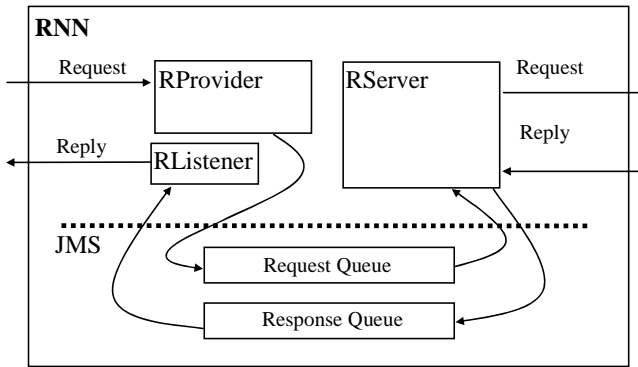 RNN
Request
RProvider
RServer
Request
Reply
RListener
Reply
JMS
Request Queue
Response Queue